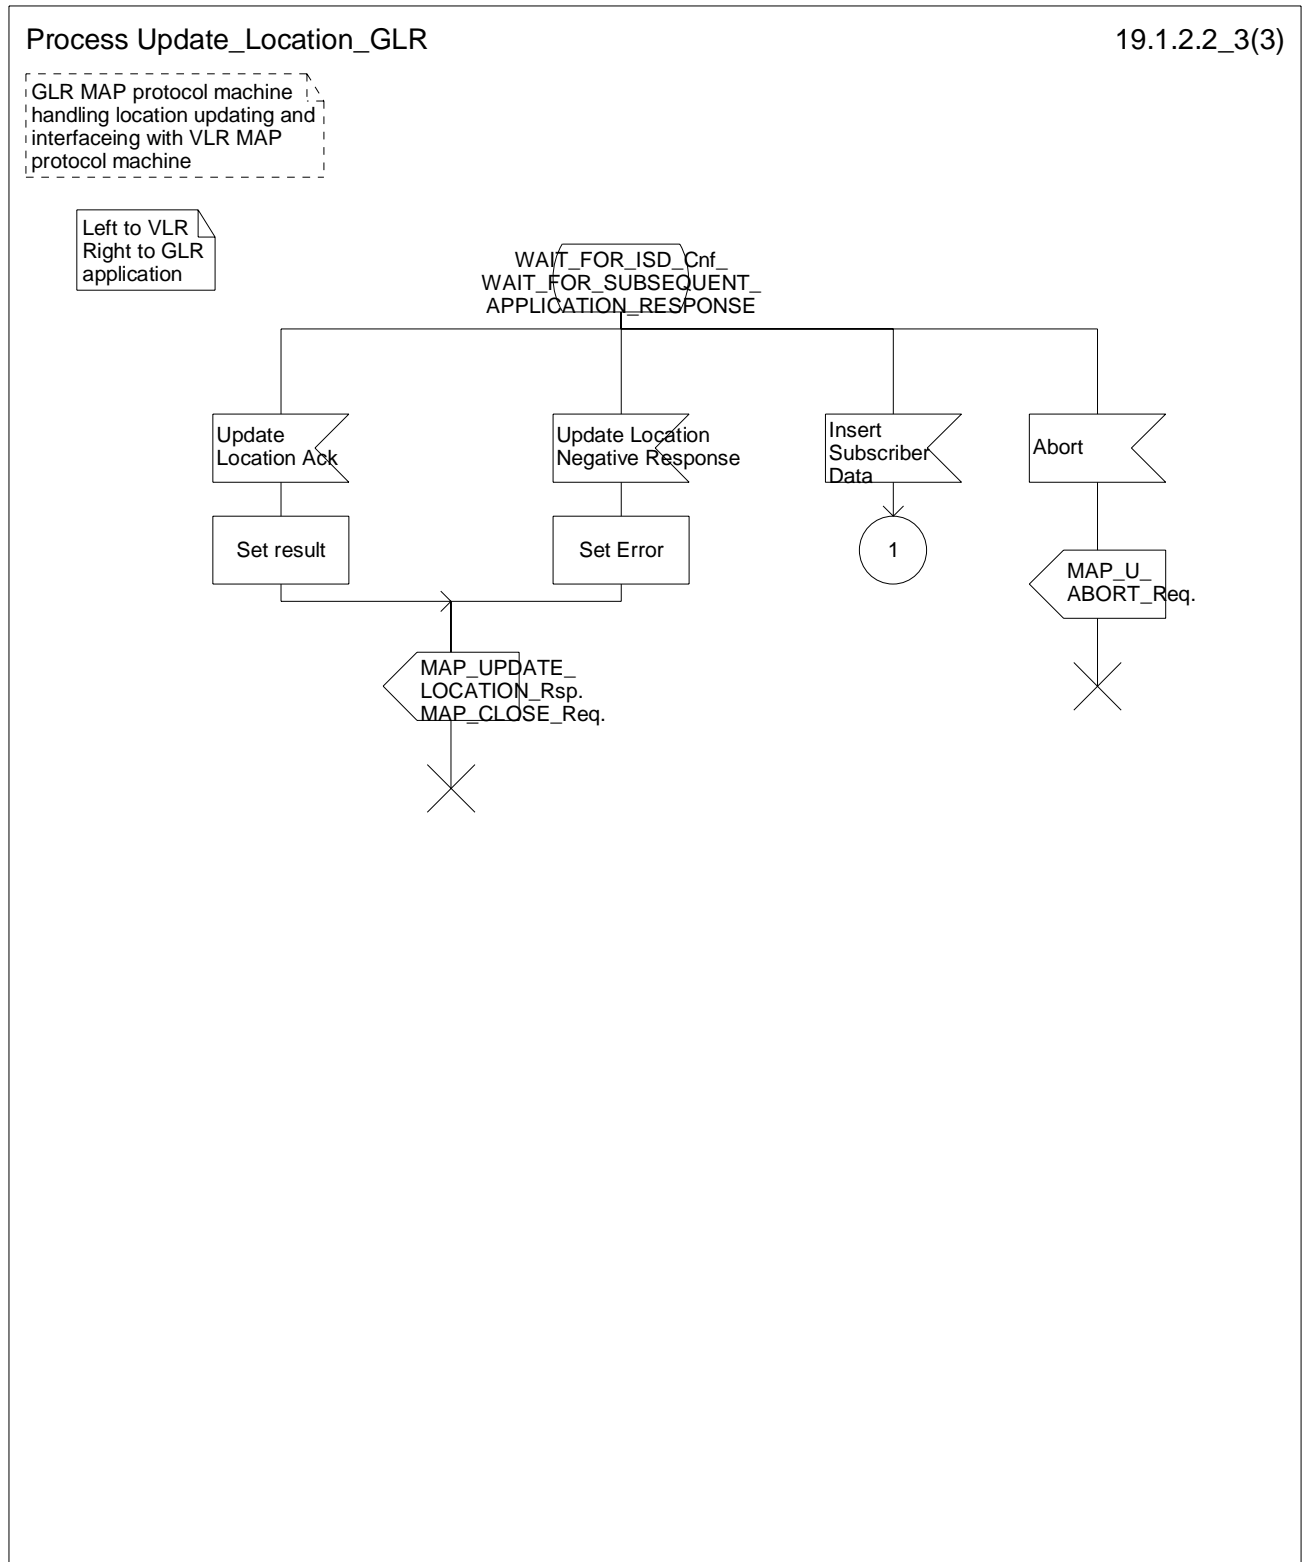 Process Update_Location_GLR
19.1.2.2_3(3)
GLR MAP protocol machine
handling location updating and
interfaceing with VLR MAP
protocol machine
Left to VLR
Right to GLR
application
WAIT_FOR_ISD_Cnf_
WAIT_FOR_SUBSEQUENT_
APPLICATION_RESPONSE
Update
Location Ack
Update Location
Negative Response
Insert
Subscriber
Data
Abort
Set result
Set Error
1
MAP_U_
ABORT_Req.
MAP_UPDATE_
LOCATION_Rsp.
MAP_CLOSE_Req.